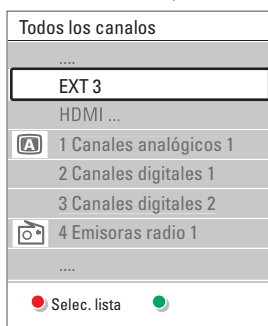 Todos los canales
....
EXT 3
HDMI ...
A 1 Canales analógicos 1
2 Canales digitales 1
3 Canales digitales 2
4 Emisoras radio 1
....
Selec. lista